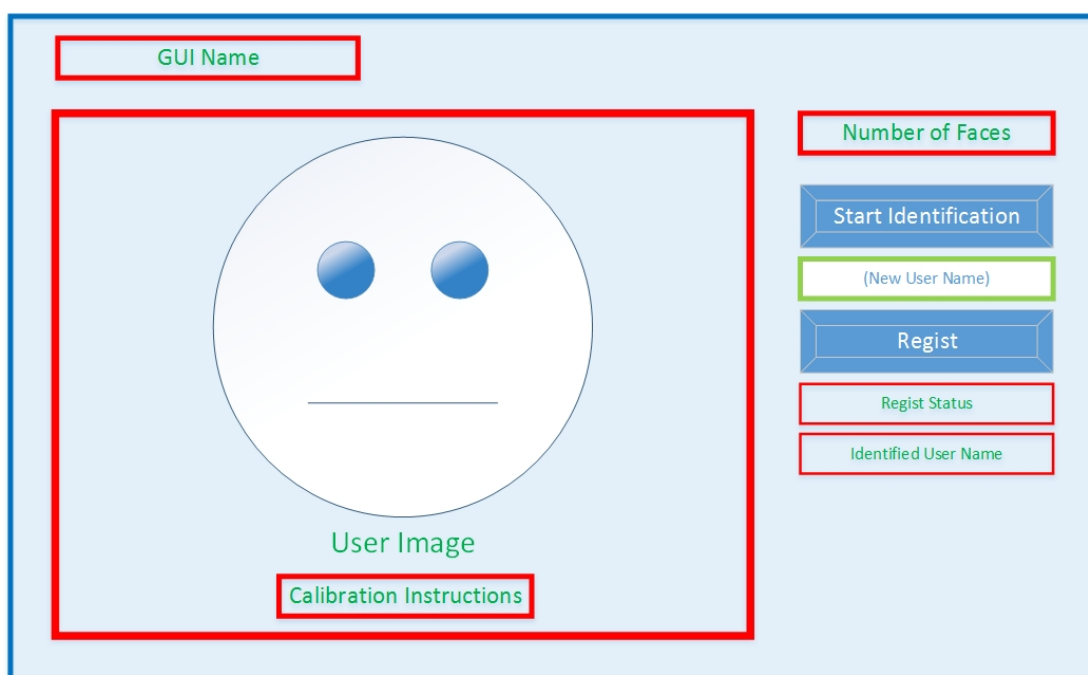 GUI Name
Number of Faces
Start Identification
(New User Name)
Regist
Regist Status
Identified User Name
User Image
Calibration Instructions